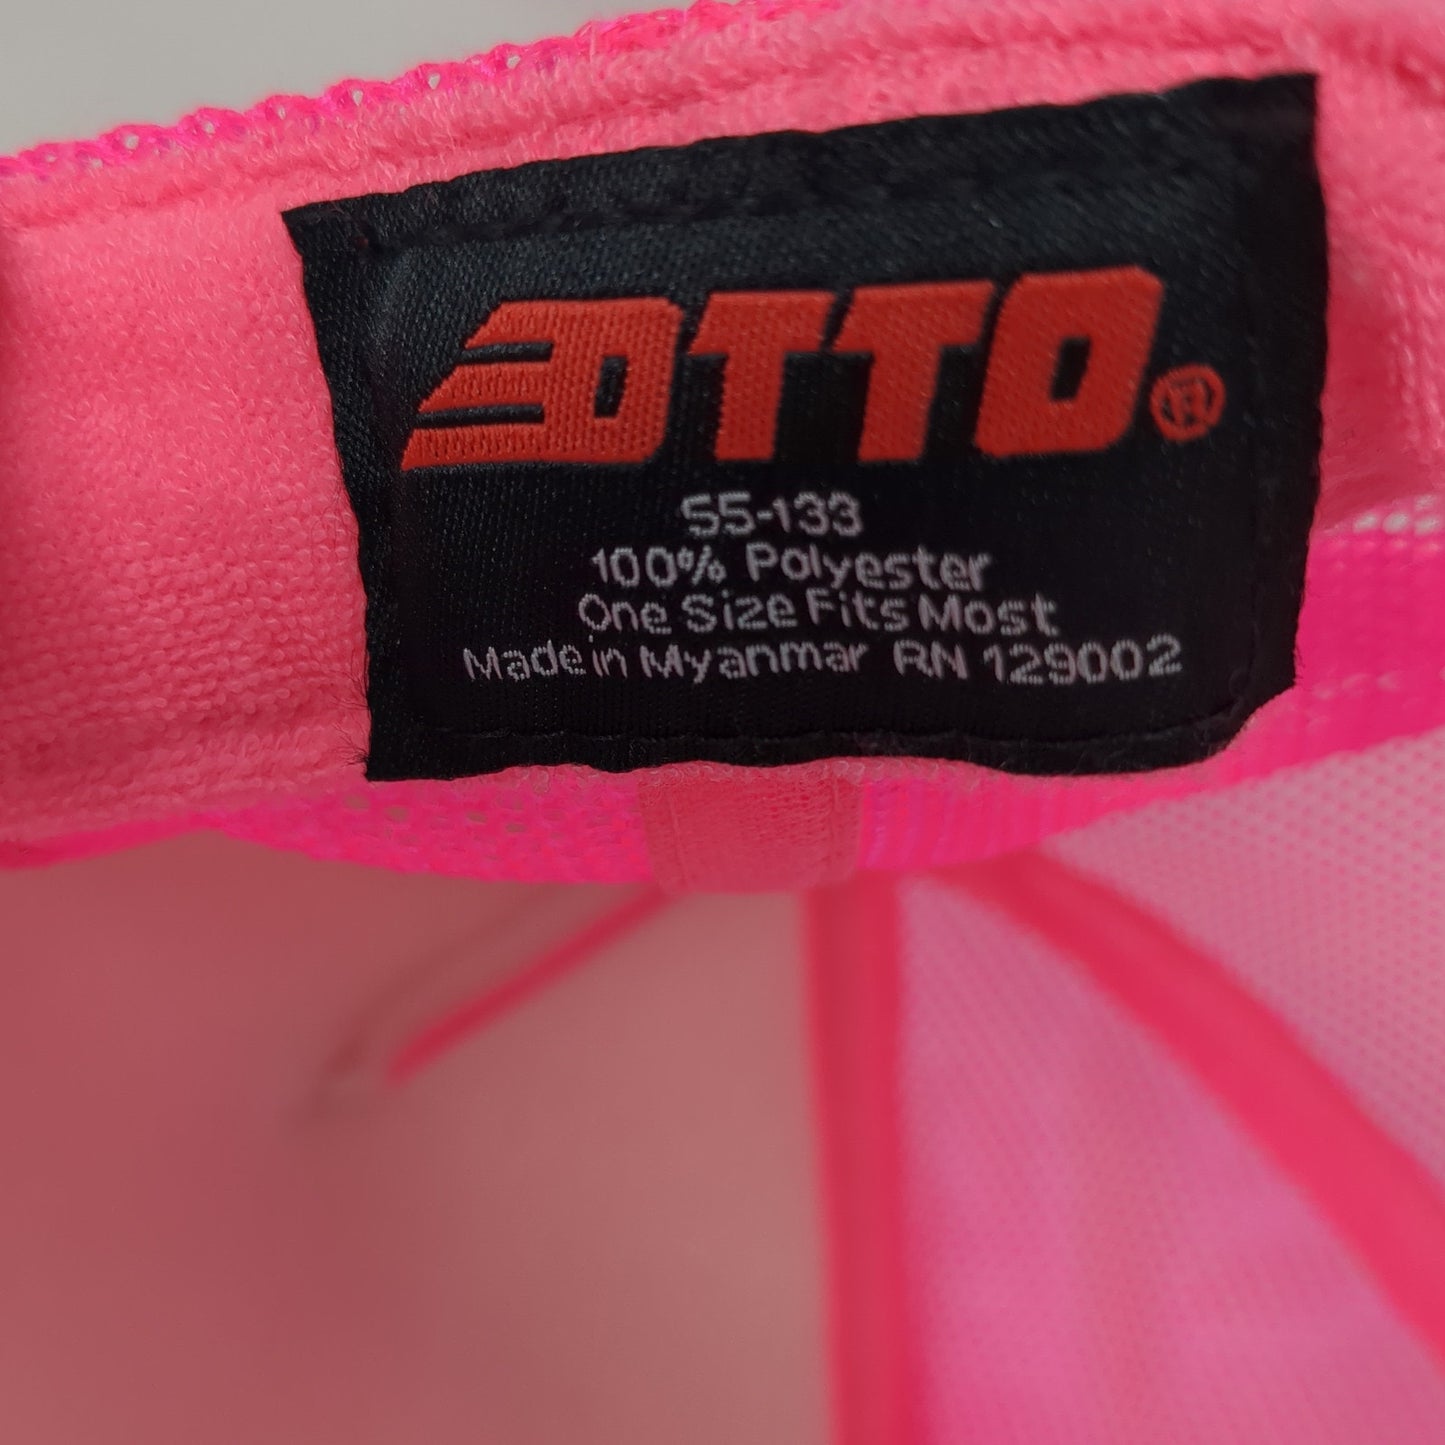 OTTO®
55-133
100% Polyester
One Size Fits Most
Made in Myanmar RN 129002